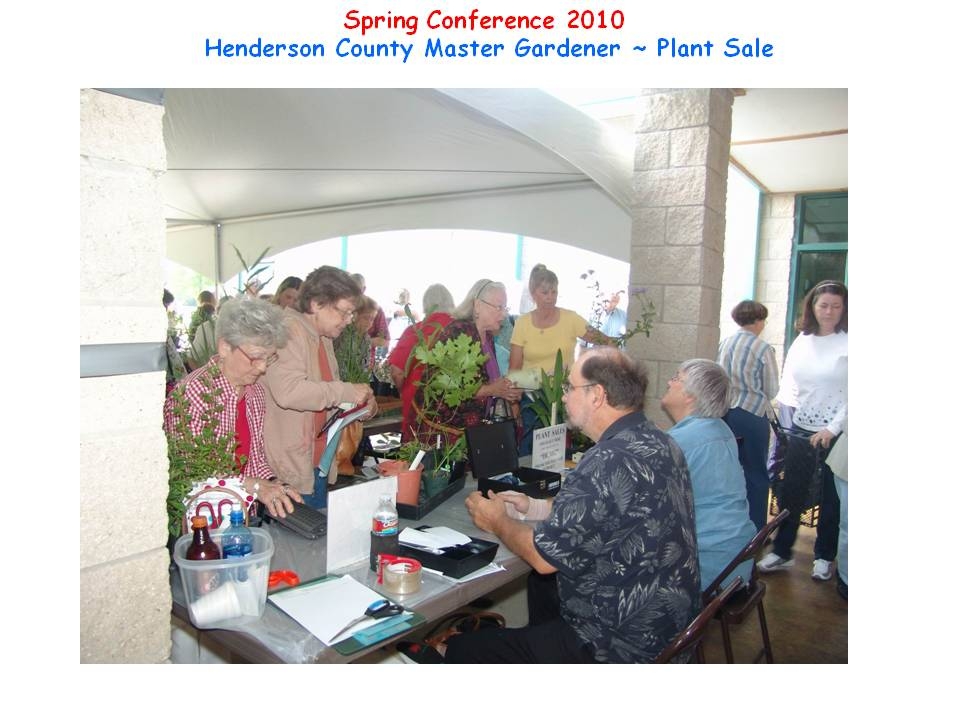 Spring Conference 2010
Henderson County Master Gardener ~ Plant Sale
PLANT SALES